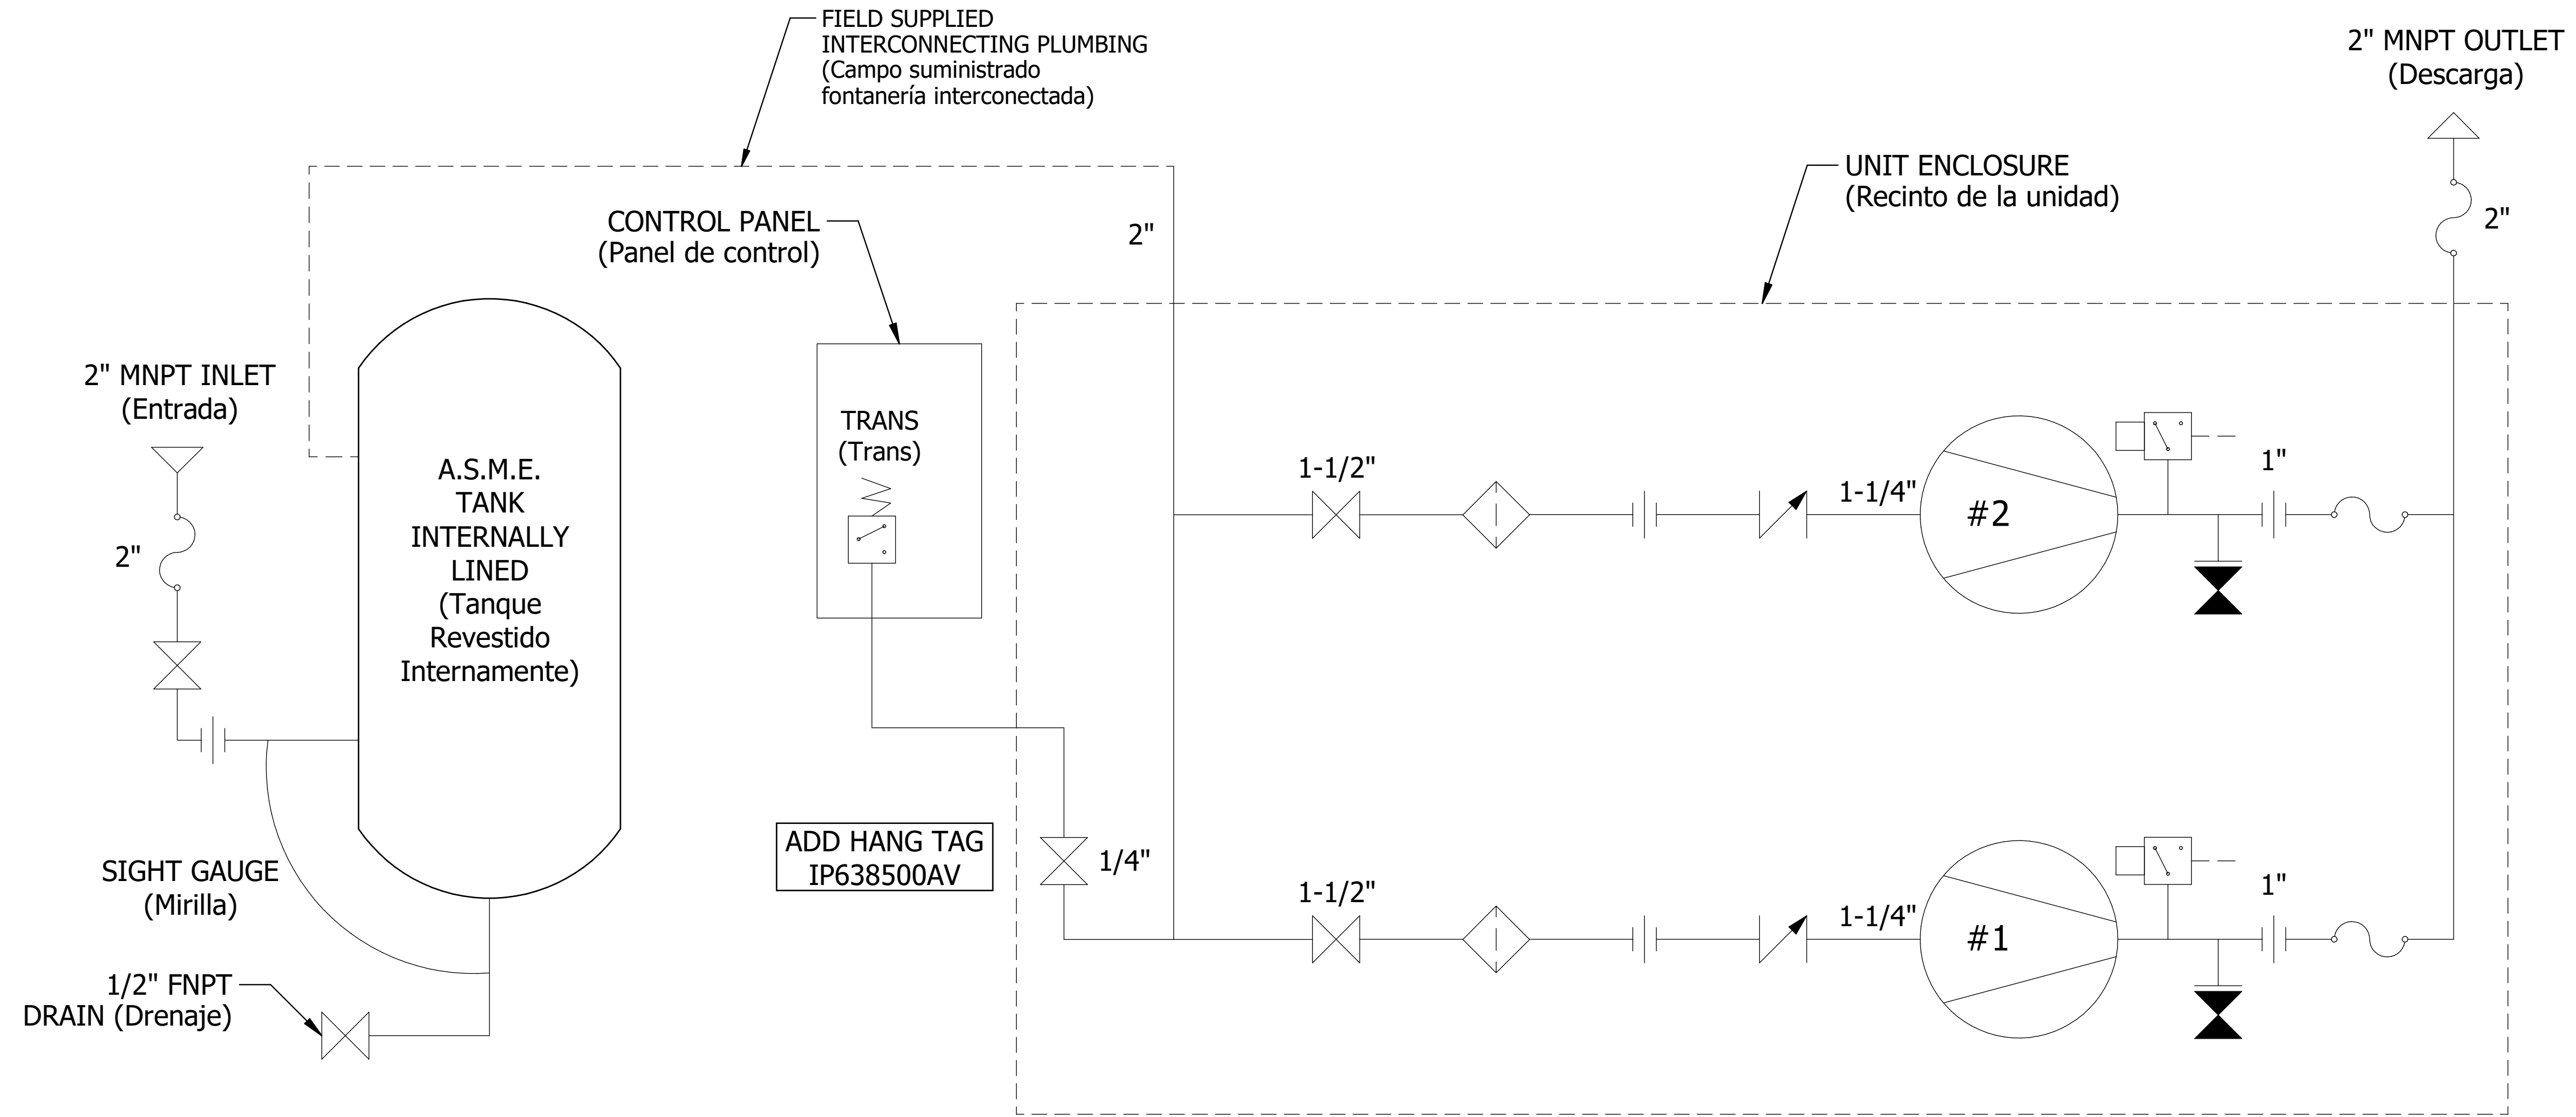 FIELD SUPPLIED
INTERCONNECTING PLUMBING
(Campo suministrado
fontanería interconectada)
2" MNPT OUTLET
(Descarga)
UNIT ENCLOSURE
(Recinto de la unidad)
CONTROL PANEL
(Panel de control)
2"
2"
2" MNPT INLET
(Entrada)
2"
A.S.M.E.
TANK
INTERNALLY
LINED
(Tanque
Revestido
Internamente)
TRANS
(Trans)
1-1/2"
1-1/4"
#2
1"
SIGHT GAUGE
(Mirilla)
ADD HANG TAG
IP638500AV
1/4"
1-1/2"
1-1/4"
#1
1"
1/2" FNPT
DRAIN (Drenaje)